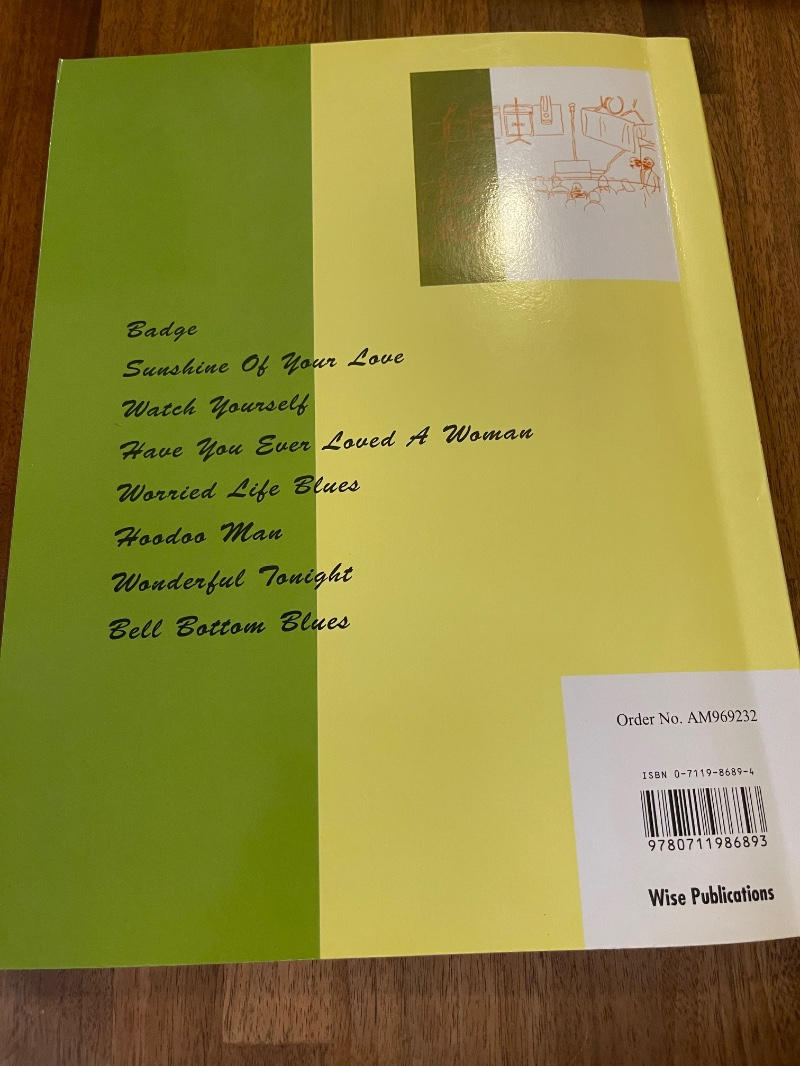 Badge
Sunshine Of Your Love
Watch Yourself
Have You Ever Loved A Woman
Worried Life Blues
Hoodoo Man
Wonderful Tonight
Bell Bottom Blues
Order No. AM969232
ISBN 0-7119-8689-4
9780711986893
Wise Publications